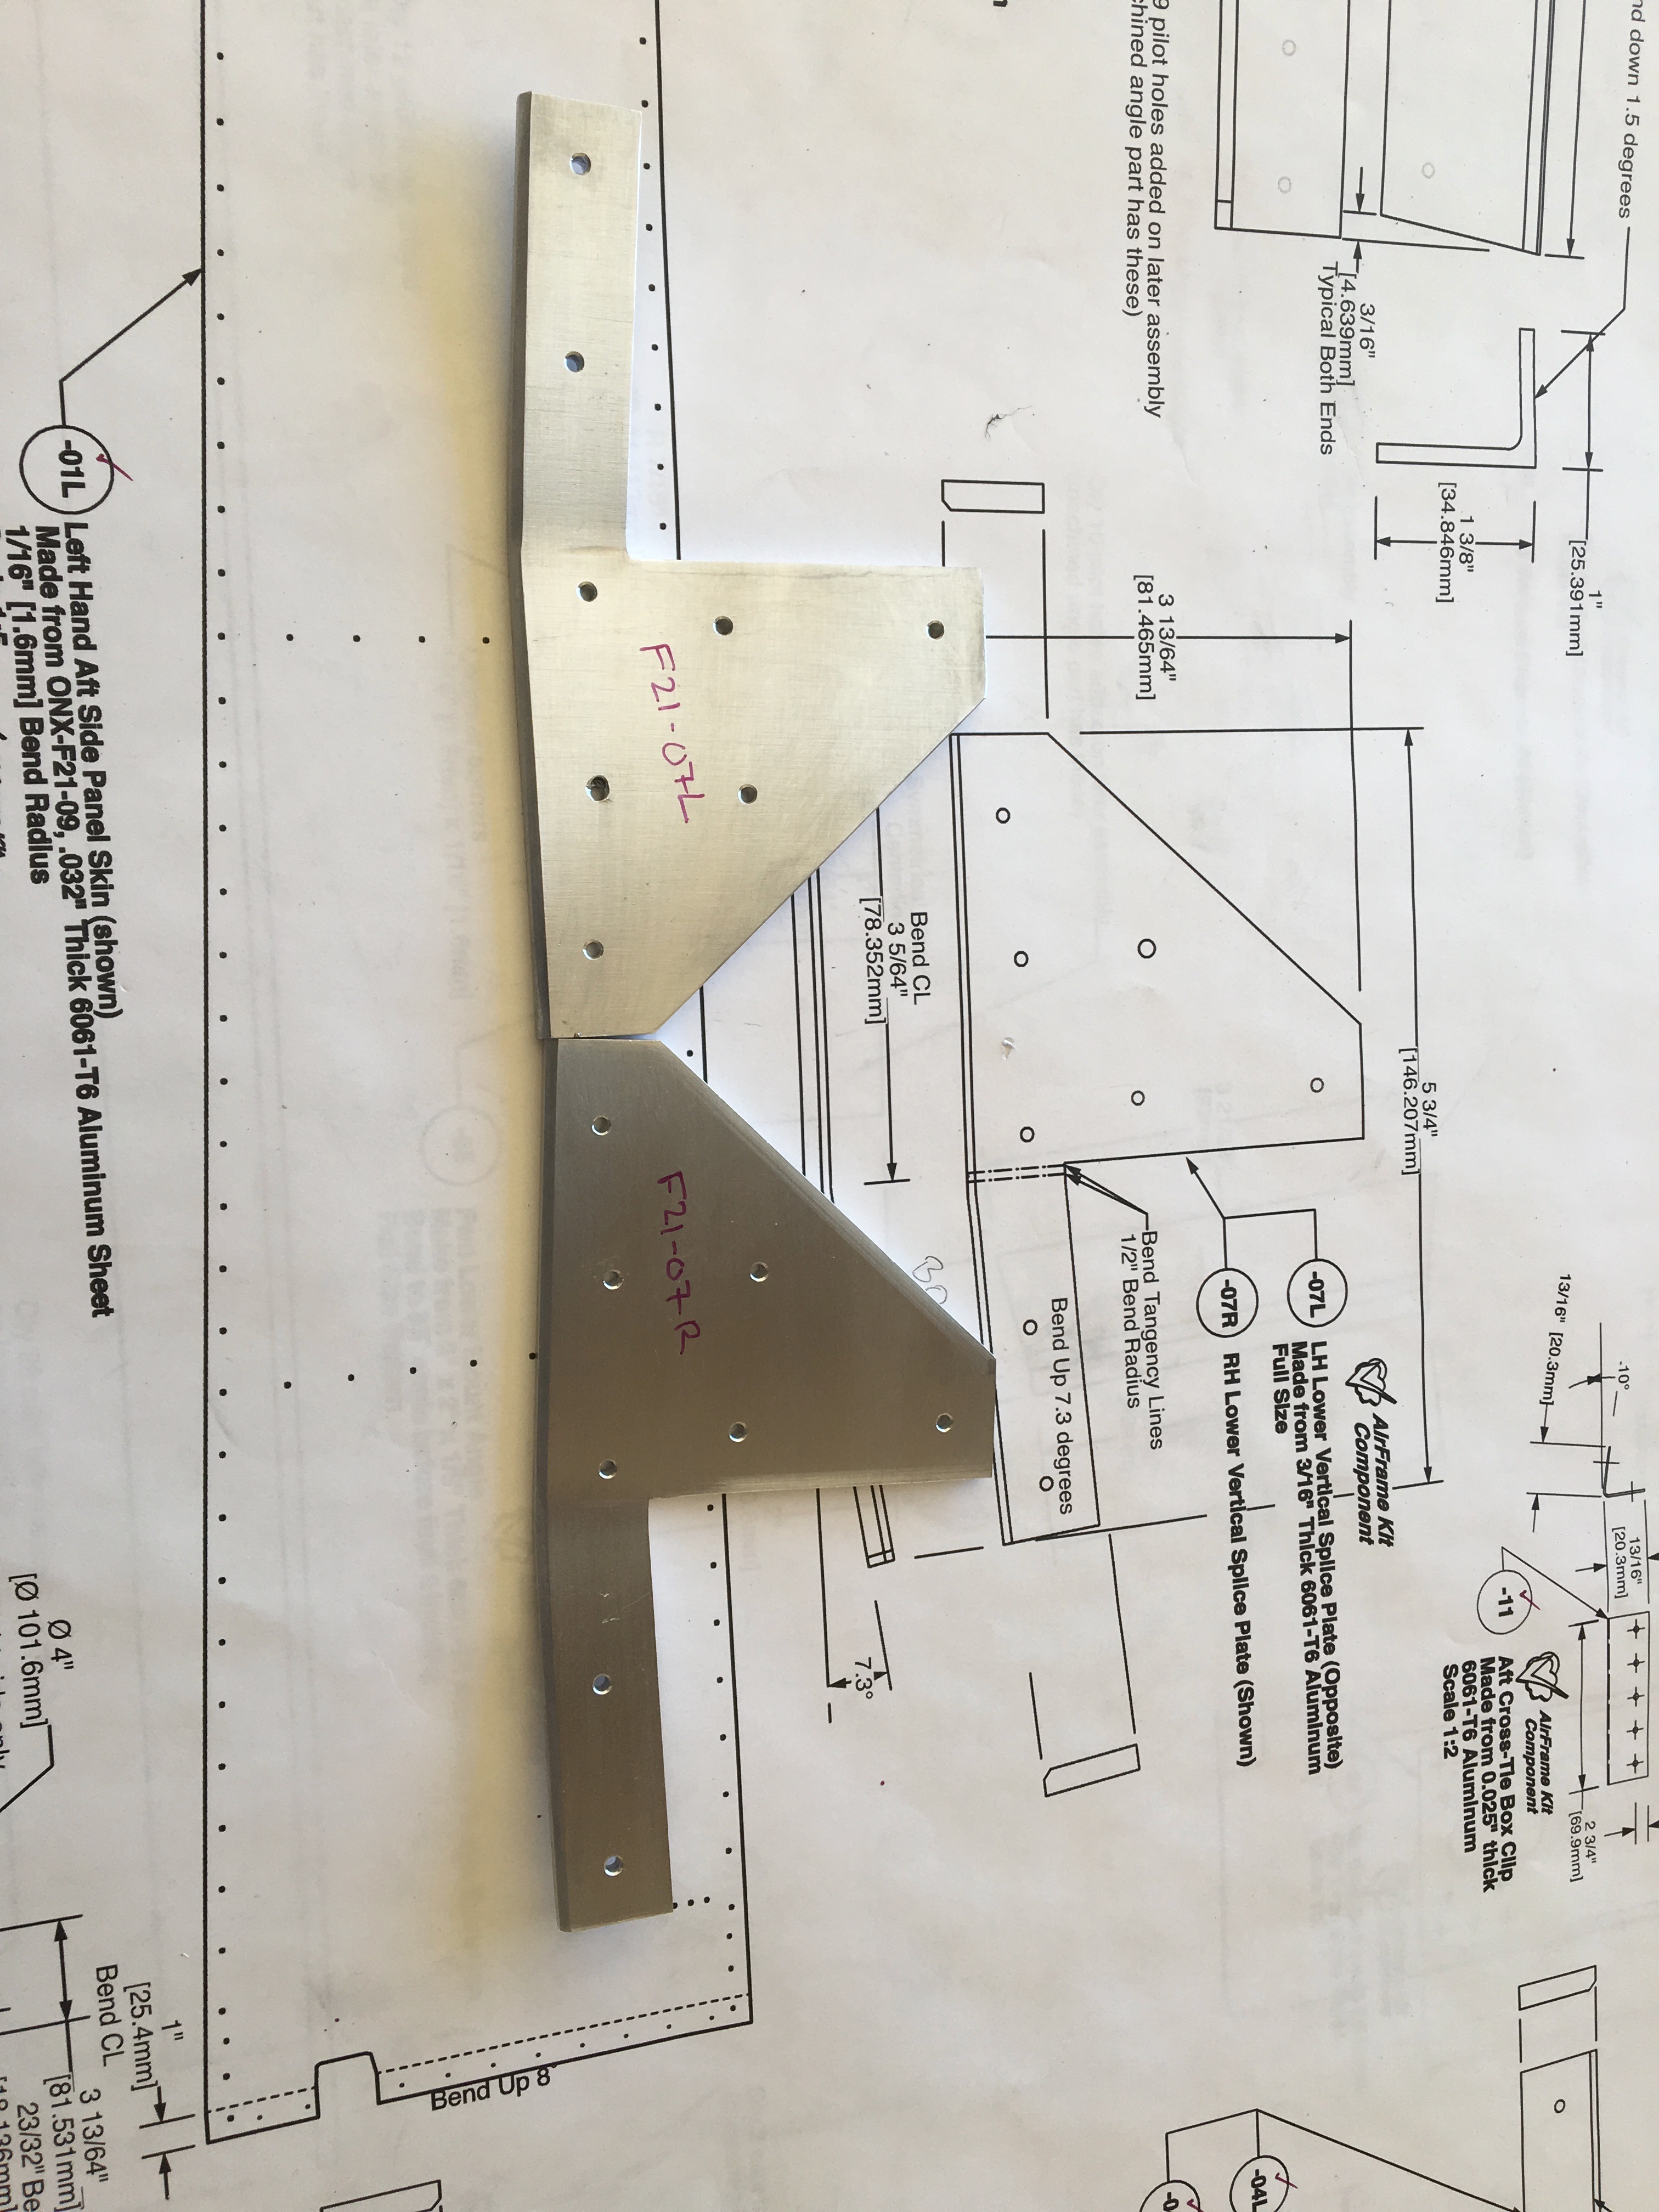 nd down 1.5 degrees
9 pilot holes added on later assembly
hined angle part has these)
3/16"
[4.639mm]
Typical Both Ends
1"
[25.391mm]
1 3/8"
[34.846mm]
3 13/64"
[81.465mm]
5 3/4"
[146.207mm]
Bend CL
3 5/64"
[78.352mm]
Bend Tangency Lines
1/2" Bend Radius
Bend Up 7.3 degrees
7.3°
AirFrame Kit
Component
-07L
LH Lower Vertical Splice Plate (Opposite)
Made from 3/16" Thick 6061-T6 Aluminum
Full Size
-07R
RH Lower Vertical Splice Plate (Shown)
-10°
13/16" [20.3mm]
13/16"
[20.3mm]
2 3/4"
[69.9mm]
-11
AirFrame Kit
Component
Aft Cross-Tie Box Clip
Made from 0.025" thick
6061-T6 Aluminum
Scale 1:2
F21-07L
F21-07R
-01L
Left Hand Aft Side Panel Skin (shown)
Made from ONX-F21-09, .032" Thick 6061-T6 Aluminum Sheet
1/16" [1.6mm] Bend Radius
Ø 4"
[Ø 101.6mm]
1"
[25.4mm]
Bend CL
3 13/64"
[81.531mm]
23/32" Be
Bend Up 8
-04L